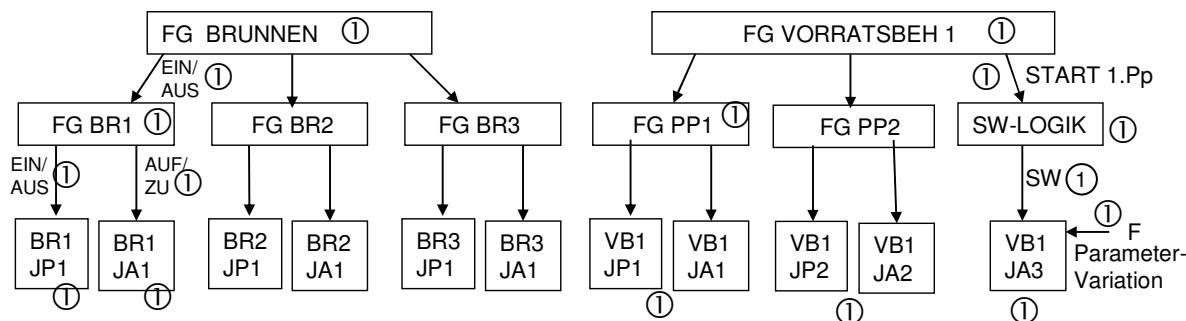 FG BRUNNEN ①
FG VORRATSBEH 1 ①
EIN/
AUS ①
① START 1.Pp
FG BR1 ①
FG BR2
FG BR3
FG PP1 ①
FG PP2
SW-LOGIK ①
EIN/
AUS ①
AUF/
ZU ①
SW ①
BR1
JP1
①
BR1
JA1
①
BR2
JP1
BR2
JA1
BR3
JP1
BR3
JA1
VB1
JP1
①
VB1
JA1
VB1
JP2
①
VB1
JA2
VB1
JA3
①
①
F
Parameter-
Variation